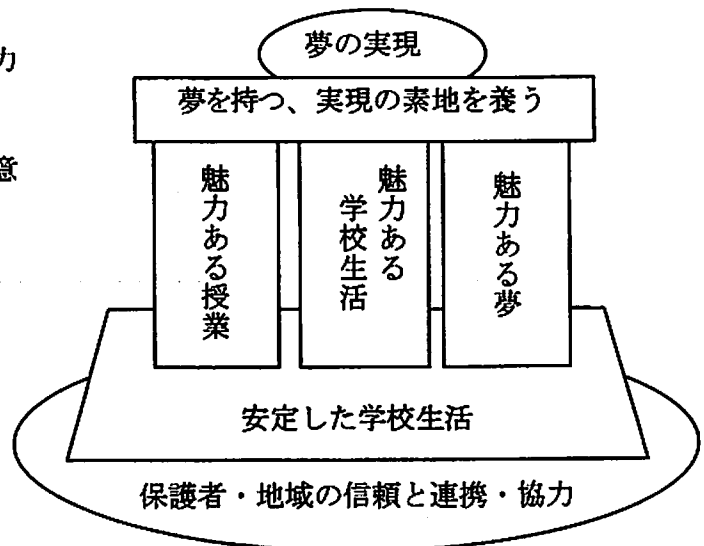 夢の実現
力
夢を持つ、実現の素地を養う
意
魅力ある授業
魅力ある
学校生活
魅力ある夢
安定した学校生活
保護者・地域の信頼と連携・協力